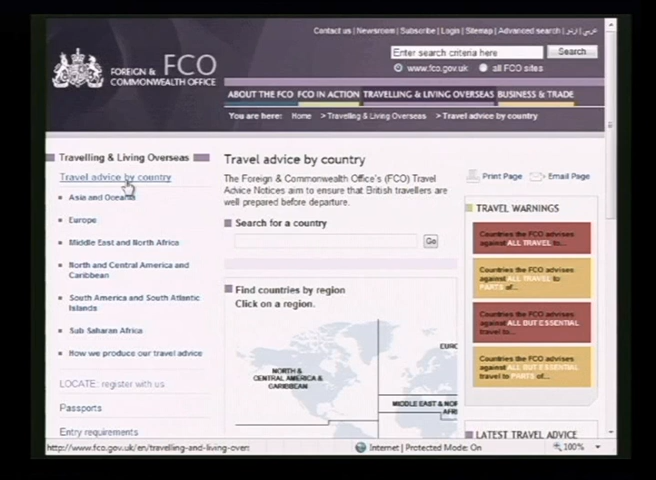 Contact us | Newsroom | Subscribe | Login | Sitemap | Advanced search | اردو | عربي
Enter search criteria here
Search
www.fco.gov.uk
all FCO sites
FOREIGN &
COMMONWEALTH OFFICE
FCO
ABOUT THE FCO
FCO IN ACTION
TRAVELLING & LIVING OVERSEAS
BUSINESS & TRADE
You are here: Home > Travelling & Living Overseas > Travel advice by country
Travelling & Living Overseas
Travel advice by country
Asia and Oceania
Europe
Middle East and North Africa
North and Central America and
Caribbean
South America and South Atlantic
Islands
Sub Saharan Africa
How we produce our travel advice
LOCATE: register with us
Passports
Entry requirements
Travel advice by country
The Foreign & Commonwealth Office's (FCO) Travel
Advice Notices aim to ensure that British travellers are
well prepared before departure.
Search for a country
Go
Find countries by region
Click on a region.
NORTH &
CENTRAL AMERICA &
CARIBBEAN
EURO
MIDDLE EAST & NOR
AFRI
Print Page
Email Page
TRAVEL WARNINGS
Countries the FCO advises
against ALL TRAVEL to...
Countries the FCO advises
against ALL TRAVEL to
PARTS of...
Countries the FCO advises
against ALL BUT ESSENTIAL
travel to...
Countries the FCO advises
against ALL BUT ESSENTIAL
travel to PARTS of...
LATEST TRAVEL ADVICE
http://www.fco.gov.uk/en/travelling-and-living-over:
Internet | Protected Mode: On
100%